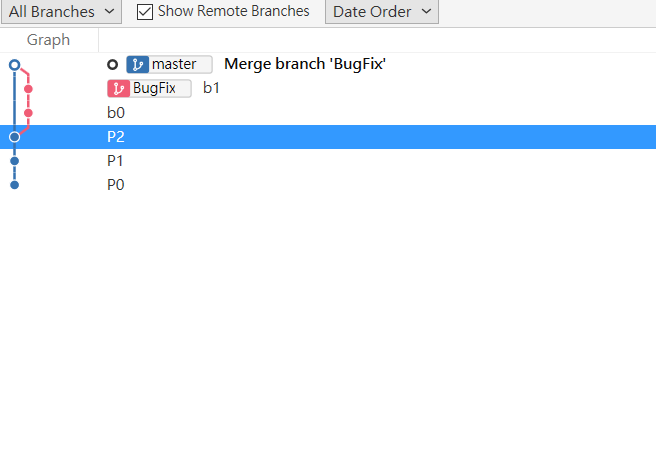 All Branches Show Remote Branches Date Order
Graph
master Merge branch 'BugFix'
BugFix b1
b0
P2
P1
P0